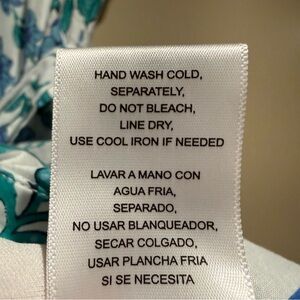 HAND WASH COLD,
SEPARATELY,
DO NOT BLEACH,
LINE DRY,
USE COOL IRON IF NEEDED
LAVAR A MANO CON
AGUA FRIA,
SEPARADO,
NO USAR BLANQUEADOR,
SECAR COLGADO,
USAR PLANCHA FRIA
SI SE NECESITA